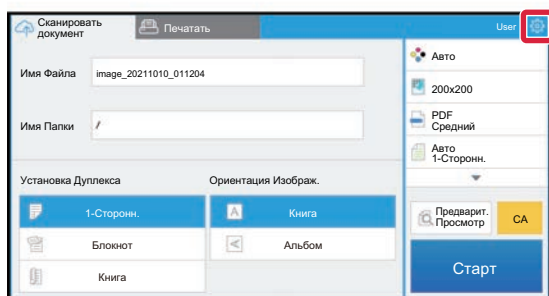 Сканировать
документ
Печатать
User
Имя Файла
image_20211010_011204
Имя Папки
/
Установка Дуплекса
Ориентация Изображ.
1-Сторонн.
A
Книга
Блокнот
Альбом
Книга
Авто
200x200
PDF
Средний
Авто
1-Сторонн.
Предварит.
Просмотр
CA
Старт